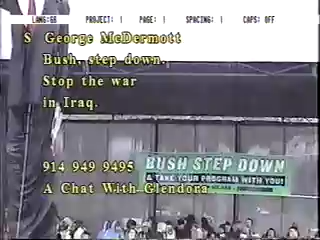 LANG:68 PROJECT: 1 PAGE: 1 SPACING: 1 CAPS: OFF
S George McDermott
Bush, step down.
Stop the war
in Iraq.
914 949 9495
A Chat With Glendora
BUSH STEP DOWN
& TAKE YOUR PROGRAM WITH YOU!